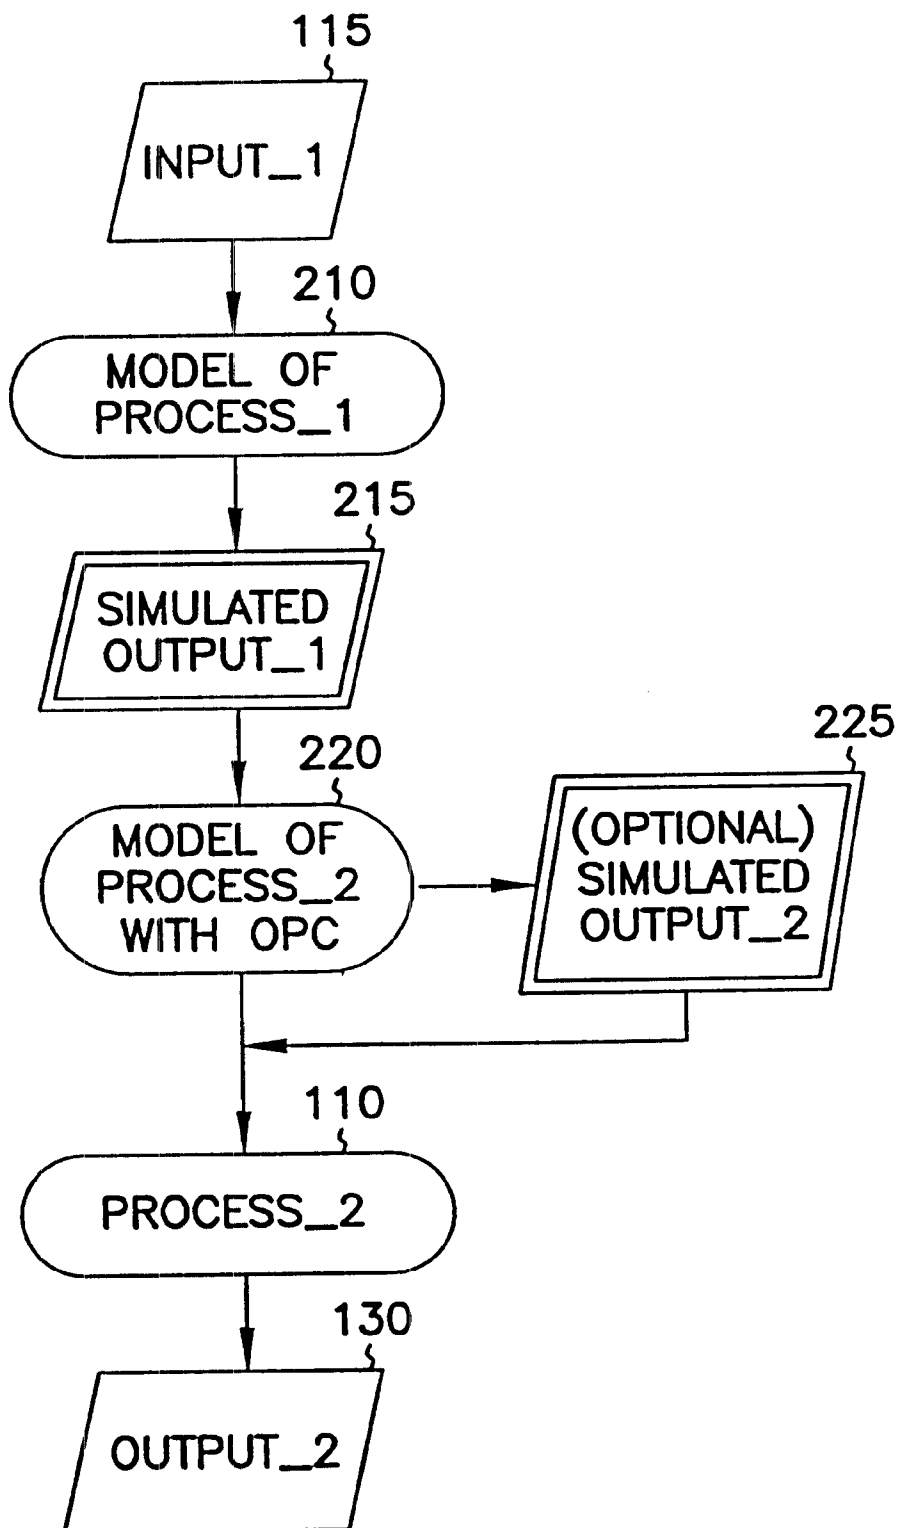 115
INPUT_1
210
MODEL OF
PROCESS_1
215
SIMULATED
OUTPUT_1
220
MODEL OF
PROCESS_2
WITH OPC
225
(OPTIONAL)
SIMULATED
OUTPUT_2
110
PROCESS_2
130
OUTPUT_2